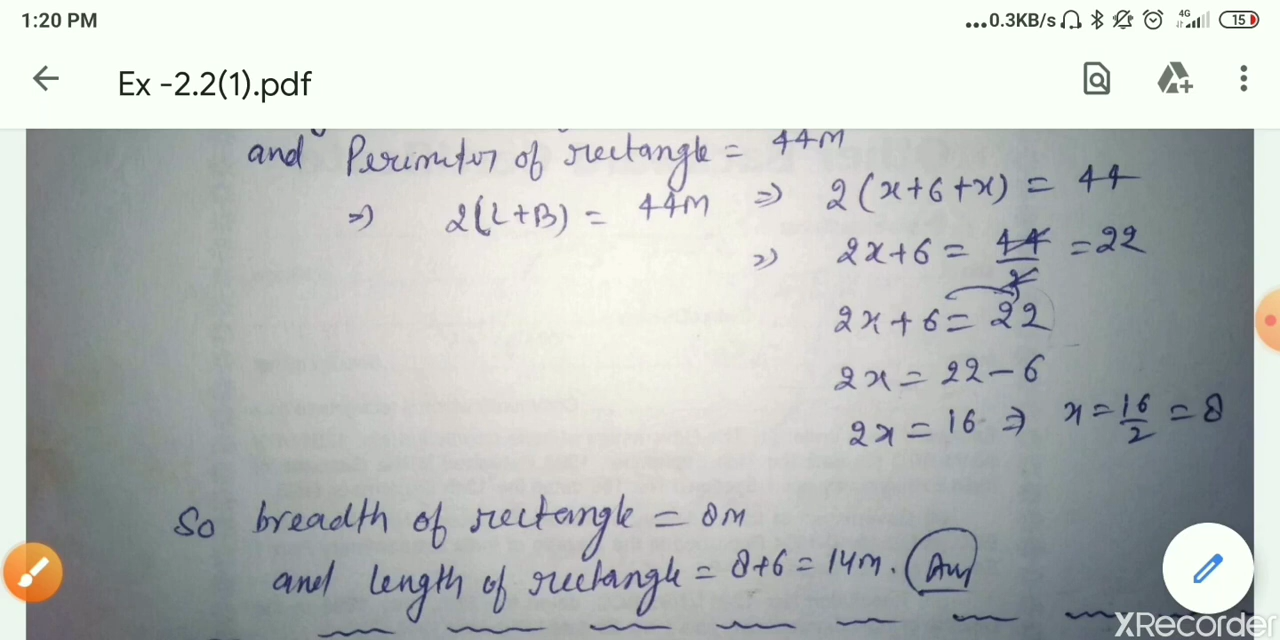 1:20 PM
...0.3KB/s 4G 15
Ex -2.2(1).pdf
and Perimeter of rectangle = 44M
⇒ 2(L+B) = 44M ⇒ 2(x+6+x) = 44
⇒ 2x+6 = 44/2 = 22
2x+6 = 22
2x = 22-6
2x = 16 ⇒ x = 16/2 = 8
So breadth of rectangle = 8M
and length of rectangle = 8+6 = 14M. Ans
XRecorder